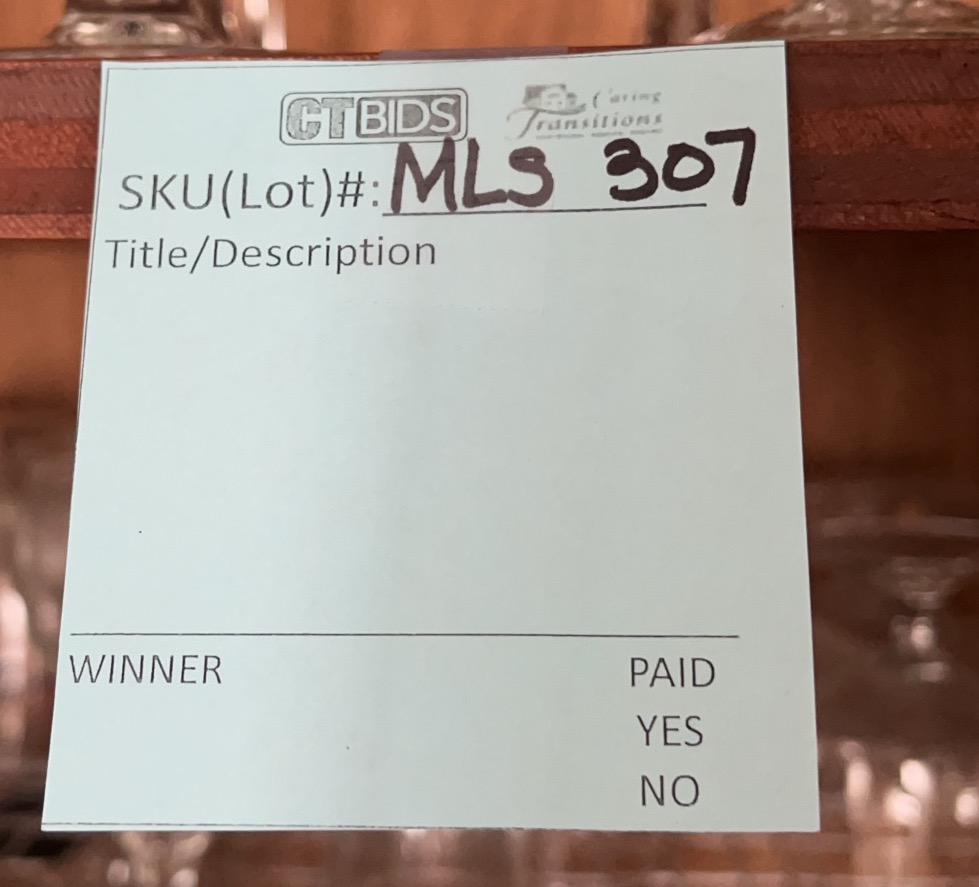 CTBIDS Caring Transitions
SKU(Lot)#: MLS 307
Title/Description
WINNER PAID
YES
NO